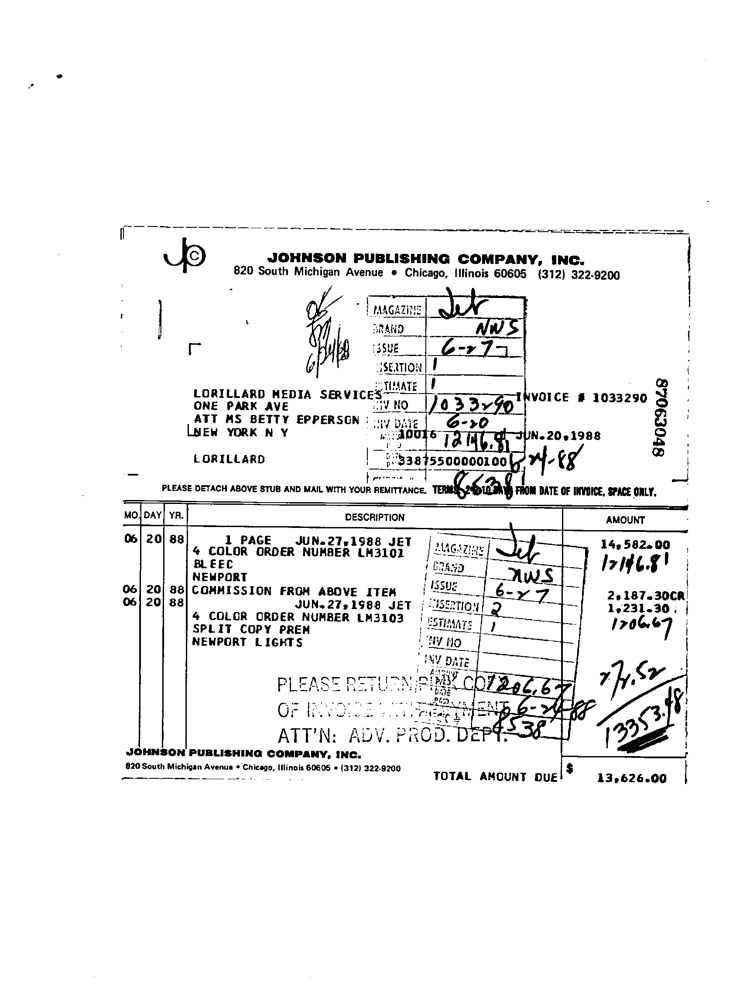 JOHNSON PUBLISHING COMPANY, INC.
820 South Michigan Avenue • Chicago, Illinois 60605 (312) 322-9200
MAGAZINE Jet
BRAND NWS
ISSUE 6-27
INSERTION 1
ESTIMATE 1
INV NO 1033290
INV DATE 6-20
12146.81
6-24-88
LORILLARD MEDIA SERVICES
ONE PARK AVE
ATT MS BETTY EPPERSON
NEW YORK N Y 10016
INVOICE # 1033290
JUN.20,1988
LORILLARD
33875500000100
87063048
PLEASE DETACH ABOVE STUB AND MAIL WITH YOUR REMITTANCE. TERMS FROM DATE OF INVOICE, SPACE ONLY.
MO. DAY YR. DESCRIPTION AMOUNT
06 20 88 1 PAGE JUN.27,1988 JET 14,582.00
4 COLOR ORDER NUMBER LM3101 12146.81
BLEED
NEWPORT
06 20 88 COMMISSION FROM ABOVE ITEM 2,187.30CR
06 20 88 JUN.27,1988 JET 1,231.30
4 COLOR ORDER NUMBER LM3103 1206.67
SPLIT COPY PREM
NEWPORT LIGHTS
MAGAZINE Jet
BRAND NWS
ISSUE 6-27
INSERTION 2
ESTIMATE 1
INV NO
INV DATE
1206.67
6-24-88
8538
272.52
13353.48
PLEASE RETURN PINK COPY
OF INVOICE WITH PAYMENT
ATT'N: ADV. PROD. DEPT.
JOHNSON PUBLISHING COMPANY, INC.
820 South Michigan Avenue • Chicago, Illinois 60605 • (312) 322-9200
TOTAL AMOUNT DUE $ 13,626.00